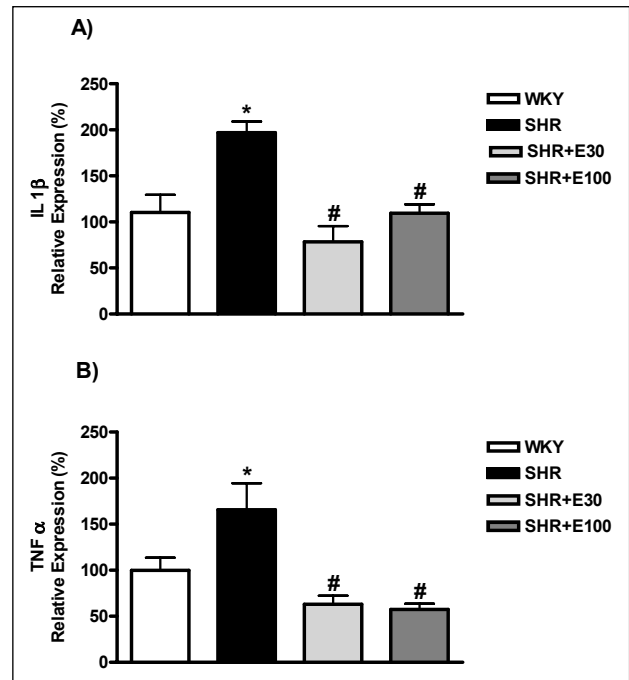 A)
IL 1β
Relative Expression (%)
250
200
150
100
50
0
*
#
#
WKY
SHR
SHR+E30
SHR+E100
B)
TNF α
Relative Expression (%)
250
200
150
100
50
0
*
#
#
WKY
SHR
SHR+E30
SHR+E100